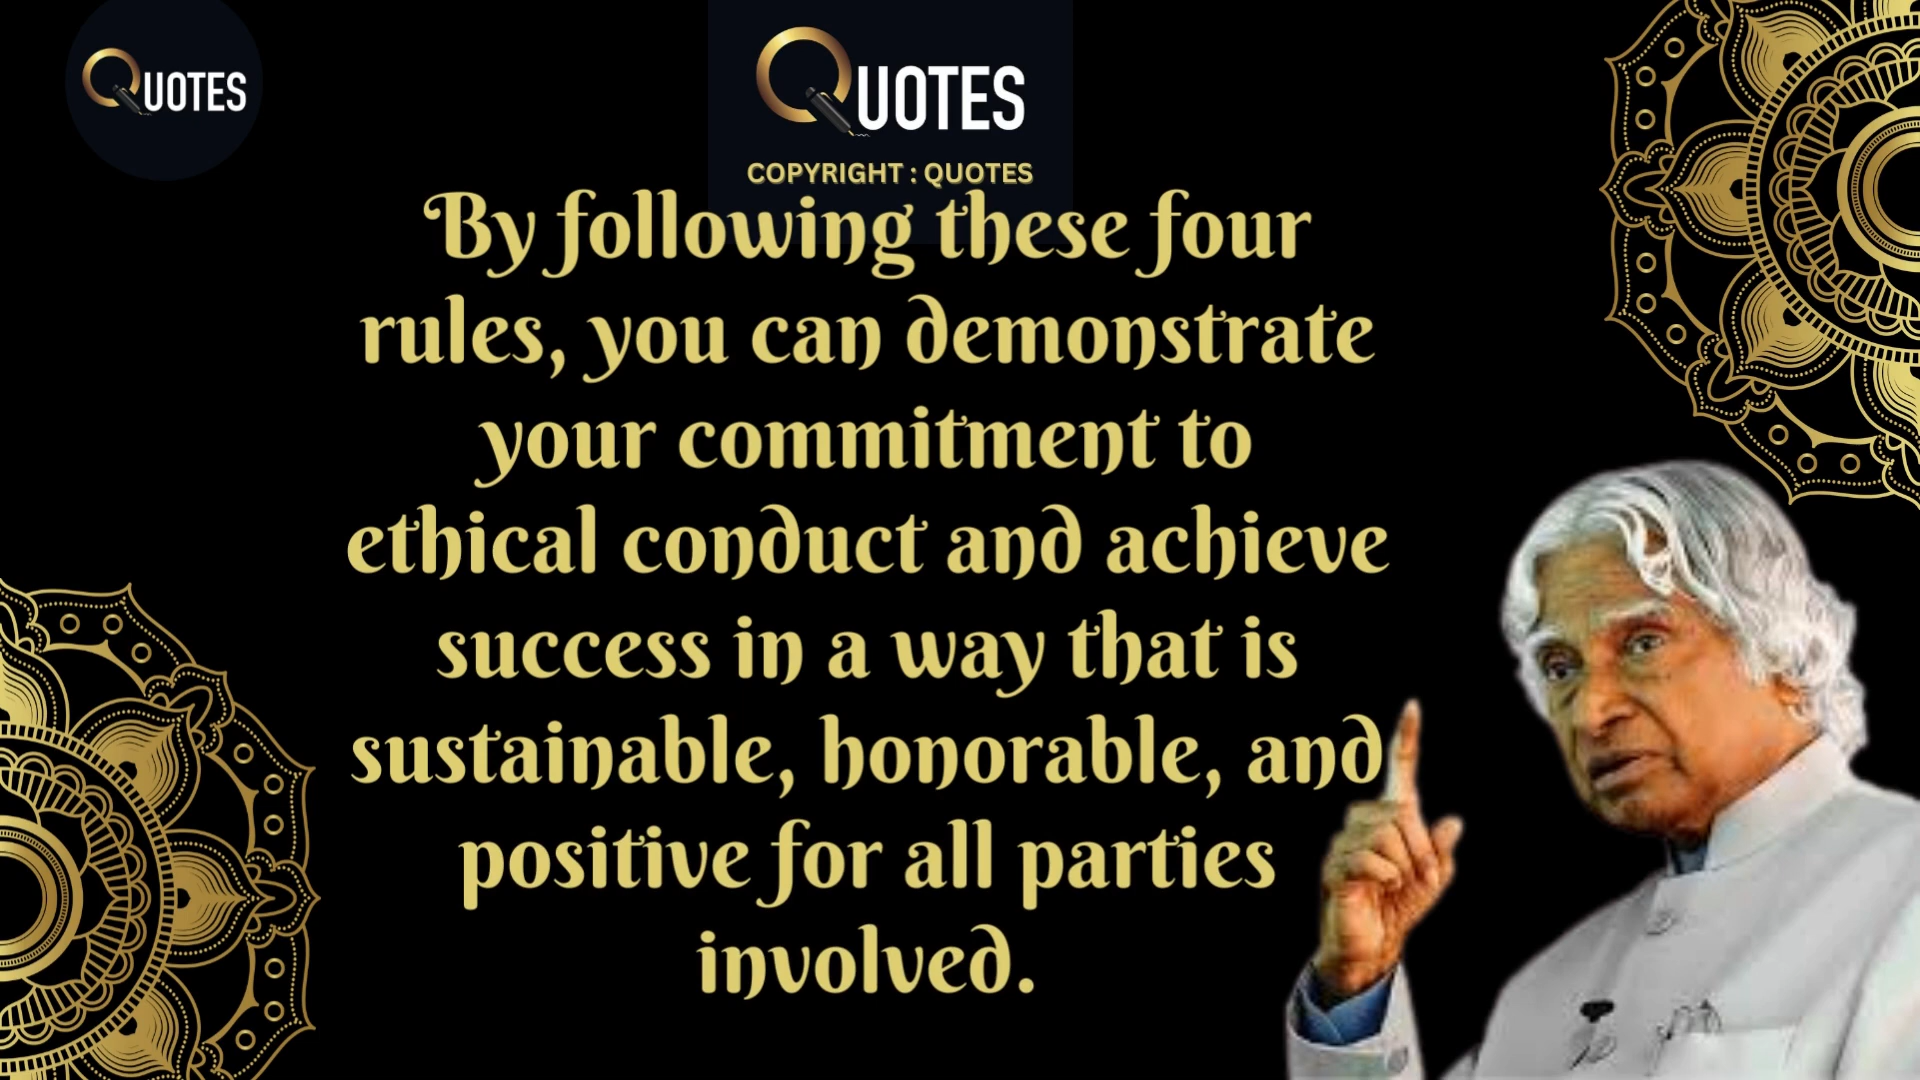 QUOTES
QUOTES
COPYRIGHT : QUOTES
By following these four
rules, you can demonstrate
your commitment to
ethical conduct and achieve
success in a way that is
sustainable, honorable, and
positive for all parties
involved.